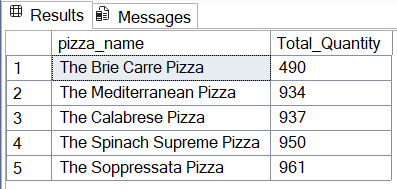 Results Messages
pizza_name Total_Quantity
1 The Brie Carre Pizza 490
2 The Mediterranean Pizza 934
3 The Calabrese Pizza 937
4 The Spinach Supreme Pizza 950
5 The Soppressata Pizza 961